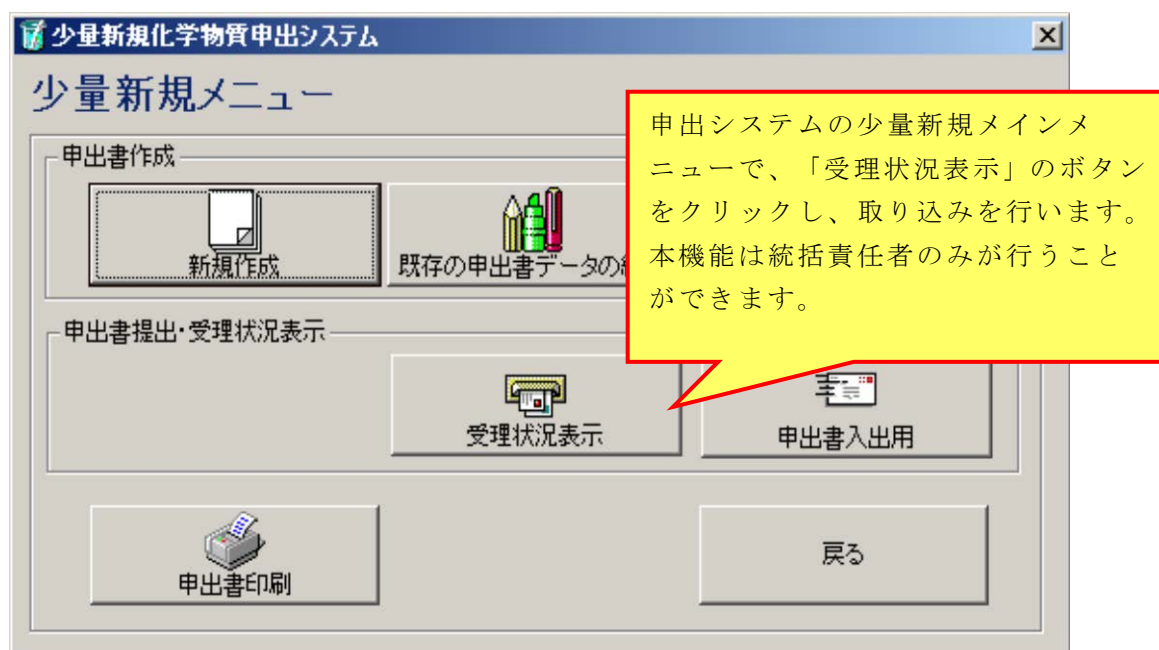 少量新規化学物質申出システム
少量新規メニュー
申出システムの少量新規メインメ
ニューで、「受理状況表示」のボタン
をクリックし、取り込みを行います。
本機能は統括責任者のみが行うこと
ができます。
申出書作成
新規作成
既存の申出書データの
申出書提出・受理状況表示
受理状況表示
申出書入出用
申出書印刷
戻る